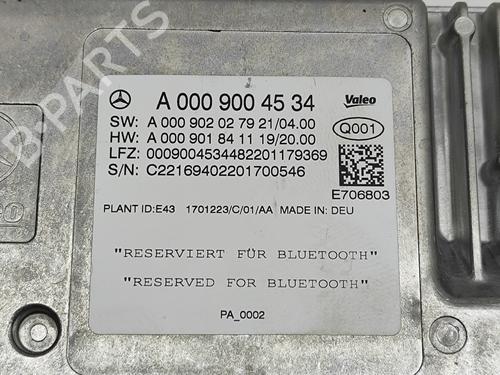 B-PARTS
A 000 900 45 34
Valeo
SW: A 000 902 02 79 21/04.00
HW: A 000 901 84 11 19/20.00
Q001
LFZ: 0009004534482201179369
S/N: C22169402201700546
E706803
PLANT ID:E43 1701223/C/01/AA MADE IN: DEU
"RESERVIERT FÜR BLUETOOTH"
"RESERVED FOR BLUETOOTH"
PA_0002